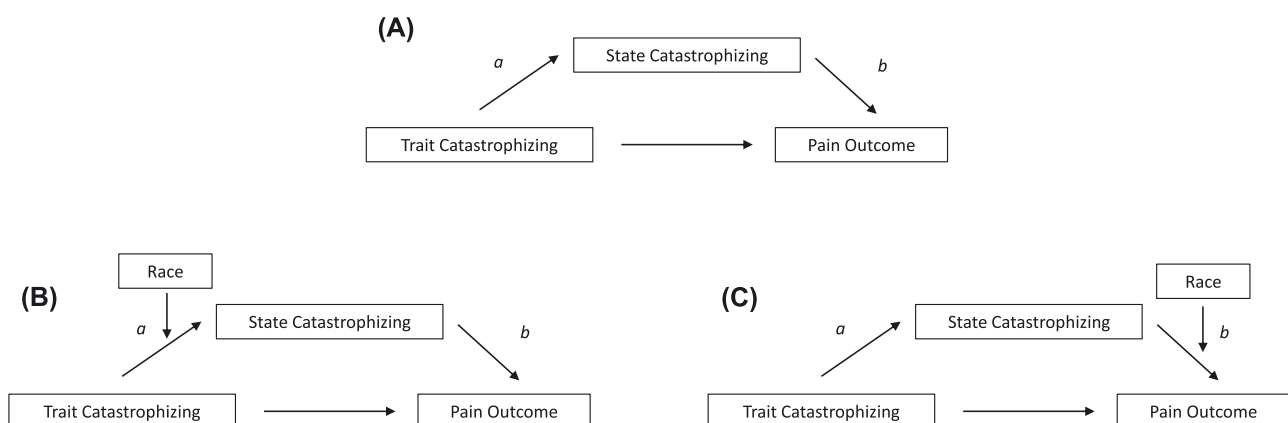 (A)
State Catastrophizing
a
b
Trait Catastrophizing
Pain Outcome
(B)
Race
a
State Catastrophizing
b
Trait Catastrophizing
Pain Outcome
(C)
Race
a
State Catastrophizing
b
Trait Catastrophizing
Pain Outcome